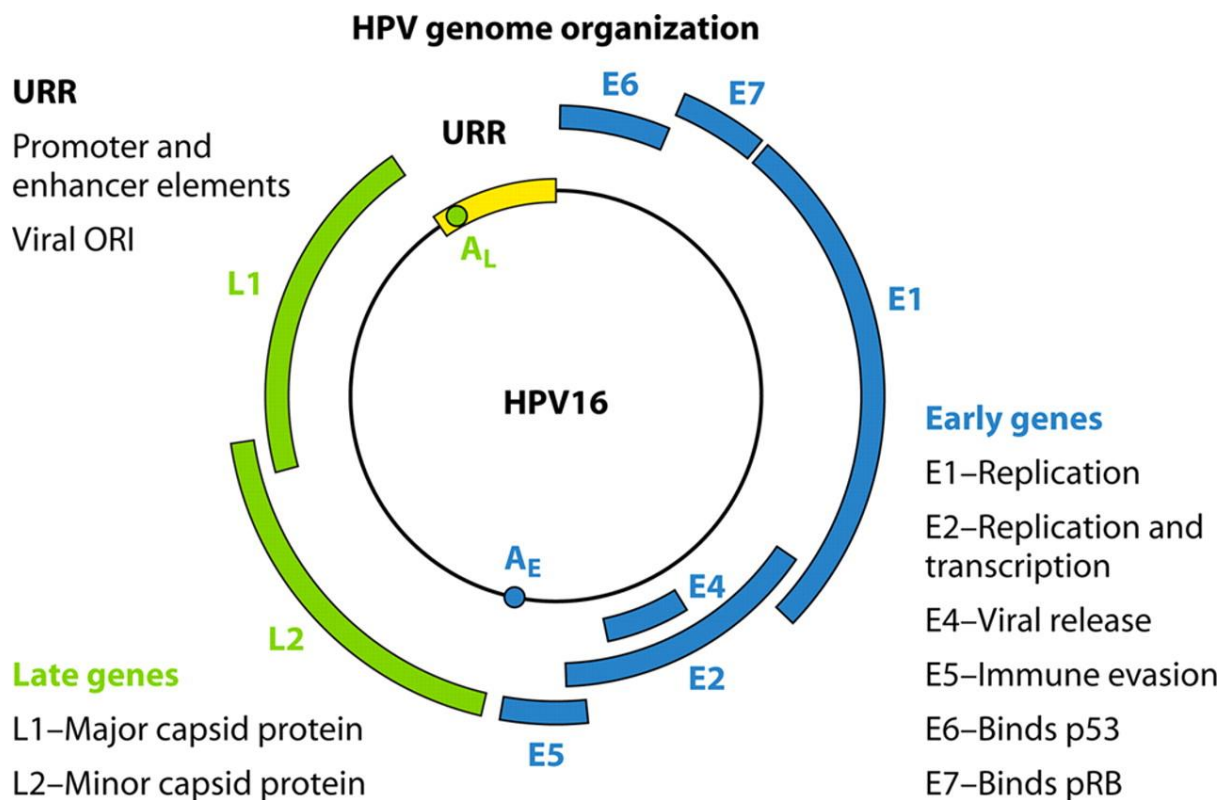 HPV genome organization
URR
Promoter and
enhancer elements
Viral ORI
URR
E6
E7
A_L
L1
E1
HPV16
A_E
E4
L2
E2
E5
Late genes
L1–Major capsid protein
L2–Minor capsid protein
Early genes
E1–Replication
E2–Replication and
transcription
E4–Viral release
E5–Immune evasion
E6–Binds p53
E7–Binds pRB